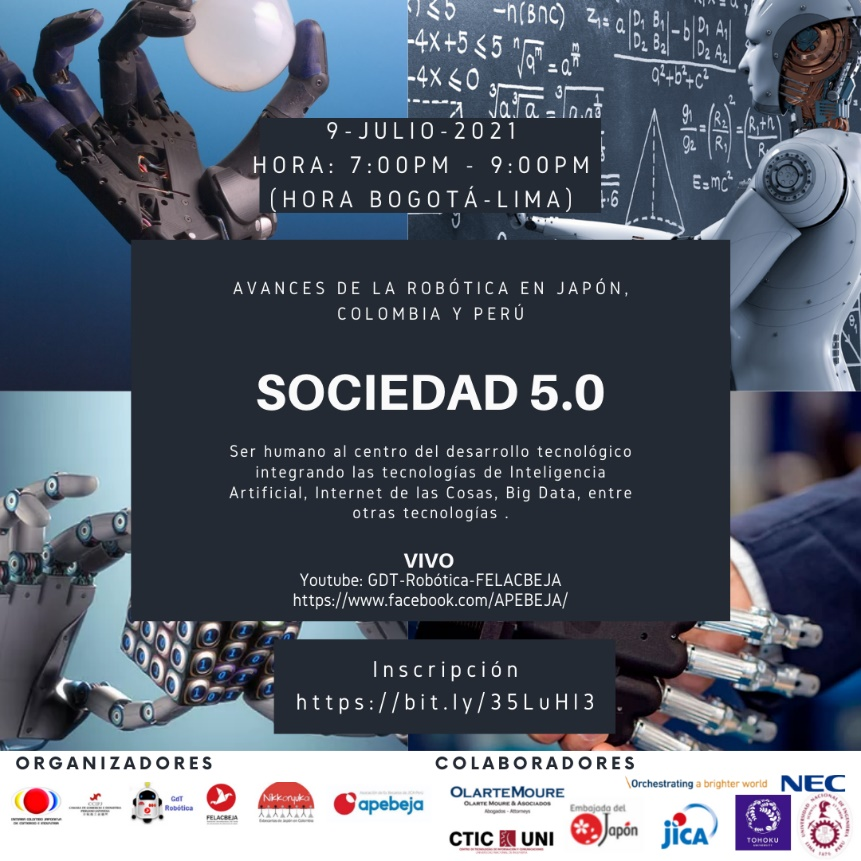 9-JULIO-2021
HORA: 7:00PM - 9:00PM
(HORA BOGOTÁ-LIMA)
AVANCES DE LA ROBÓTICA EN JAPÓN,
COLOMBIA Y PERÚ
SOCIEDAD 5.0
Ser humano al centro del desarrollo tecnológico
integrando las tecnologías de Inteligencia
Artificial, Internet de las Cosas, Big Data, entre
otras tecnologías .
VIVO
Youtube: GDT-Robótica-FELACBEJA
https://www.facebook.com/APEBEJA/
Inscripción
https://bit.ly/35LuHI3
ORGANIZADORES
GdT
Robótica
FELACBEJA
Nikkoryuka
apebeja
COLABORADORES
OLARTEMOURE
OLARTE MOURE & ASOCIADOS
Abogados - Attorneys
Orchestrating a brighter world
NEC
CTIC UNI
Embajada del
Japón
jICA
TOHOKU
UNIVERSITY
E=mc²